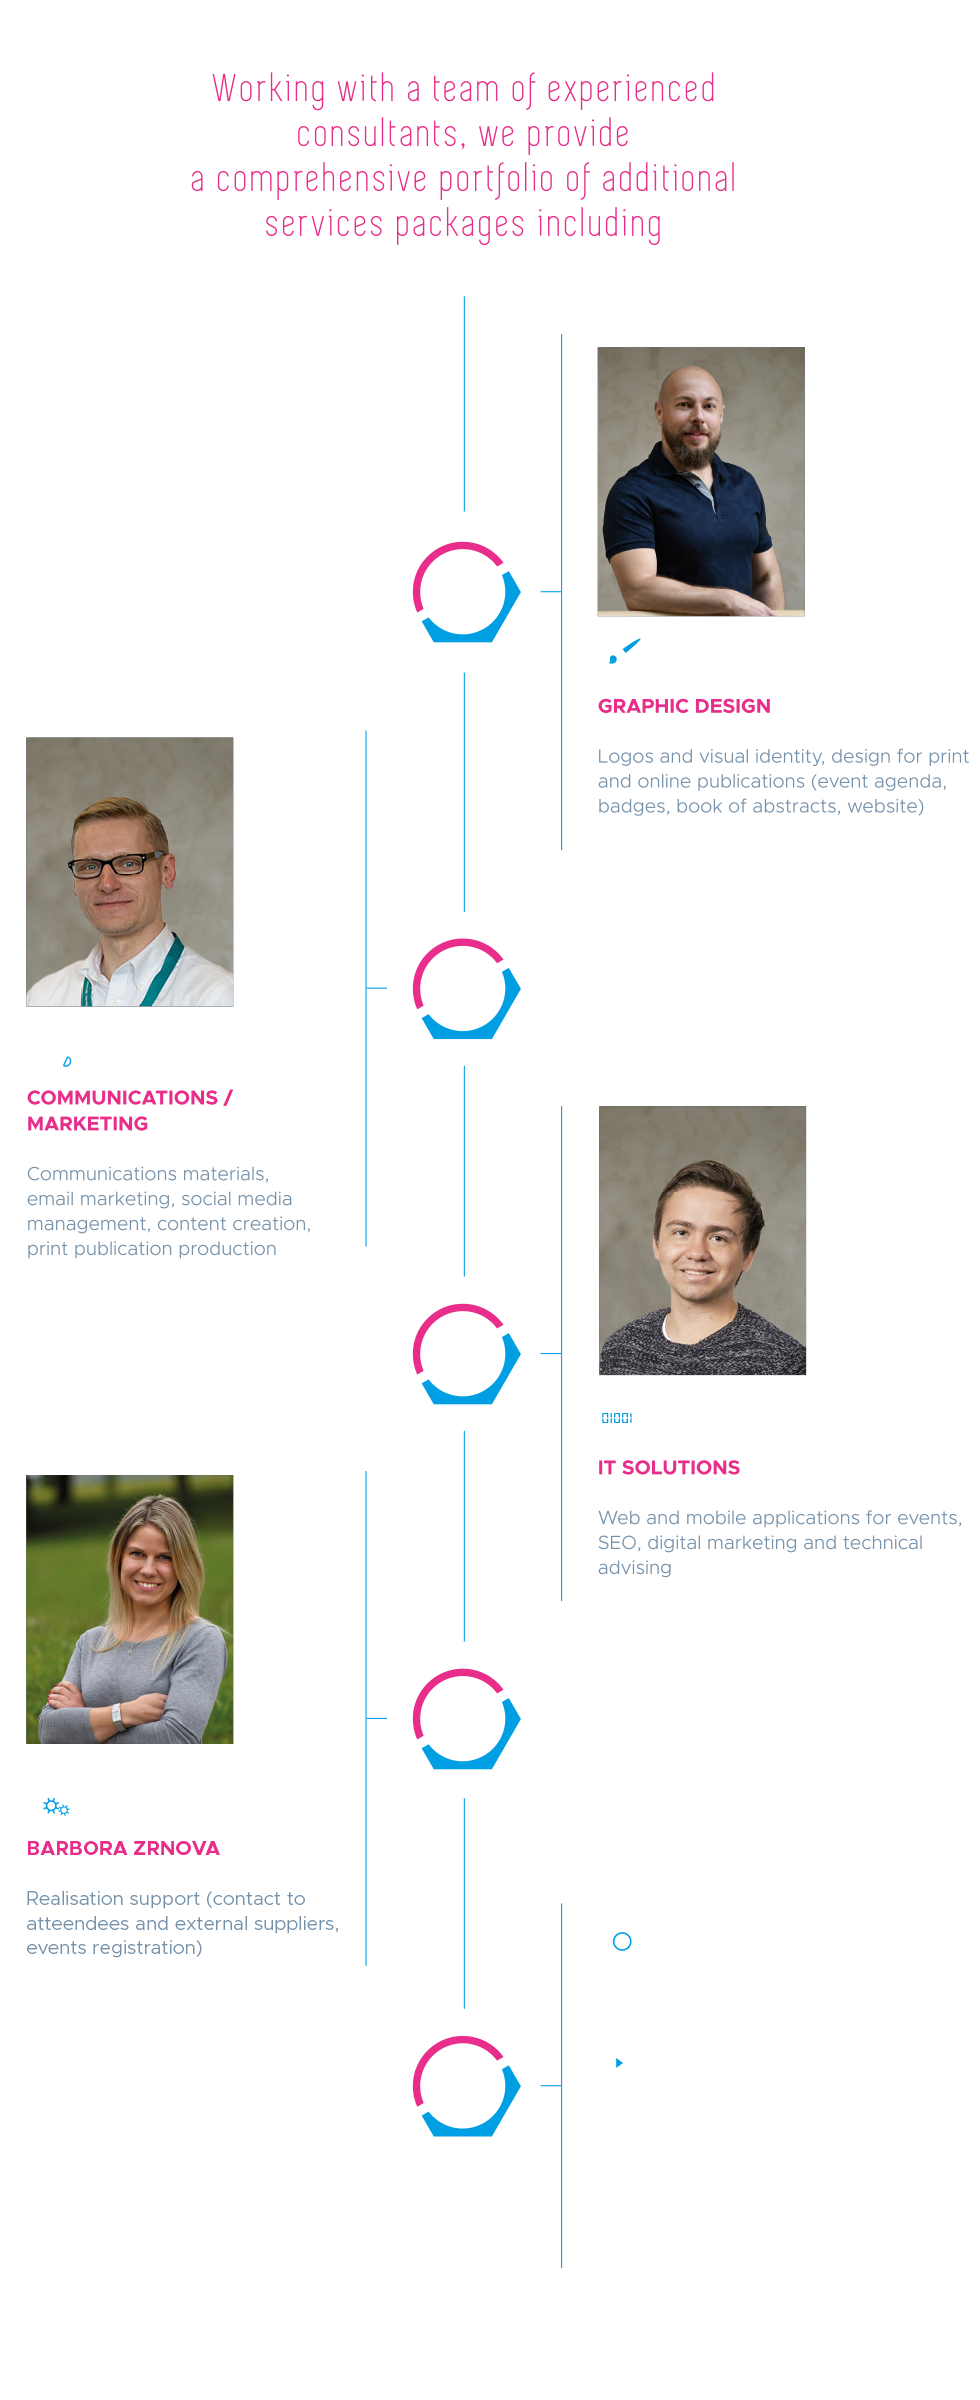 Working with a team of experienced
consultants, we provide
a comprehensive portfolio of additional
services packages including
GRAPHIC DESIGN
Logos and visual identity, design for print
and online publications (event agenda,
badges, book of abstracts, website)
COMMUNICATIONS /
MARKETING
Communications materials,
email marketing, social media
management, content creation,
print publication production
01001
IT SOLUTIONS
Web and mobile applications for events,
SEO, digital marketing and technical
advising
BARBORA ZRNOVA
Realisation support (contact to
atteendees and external suppliers,
events registration)